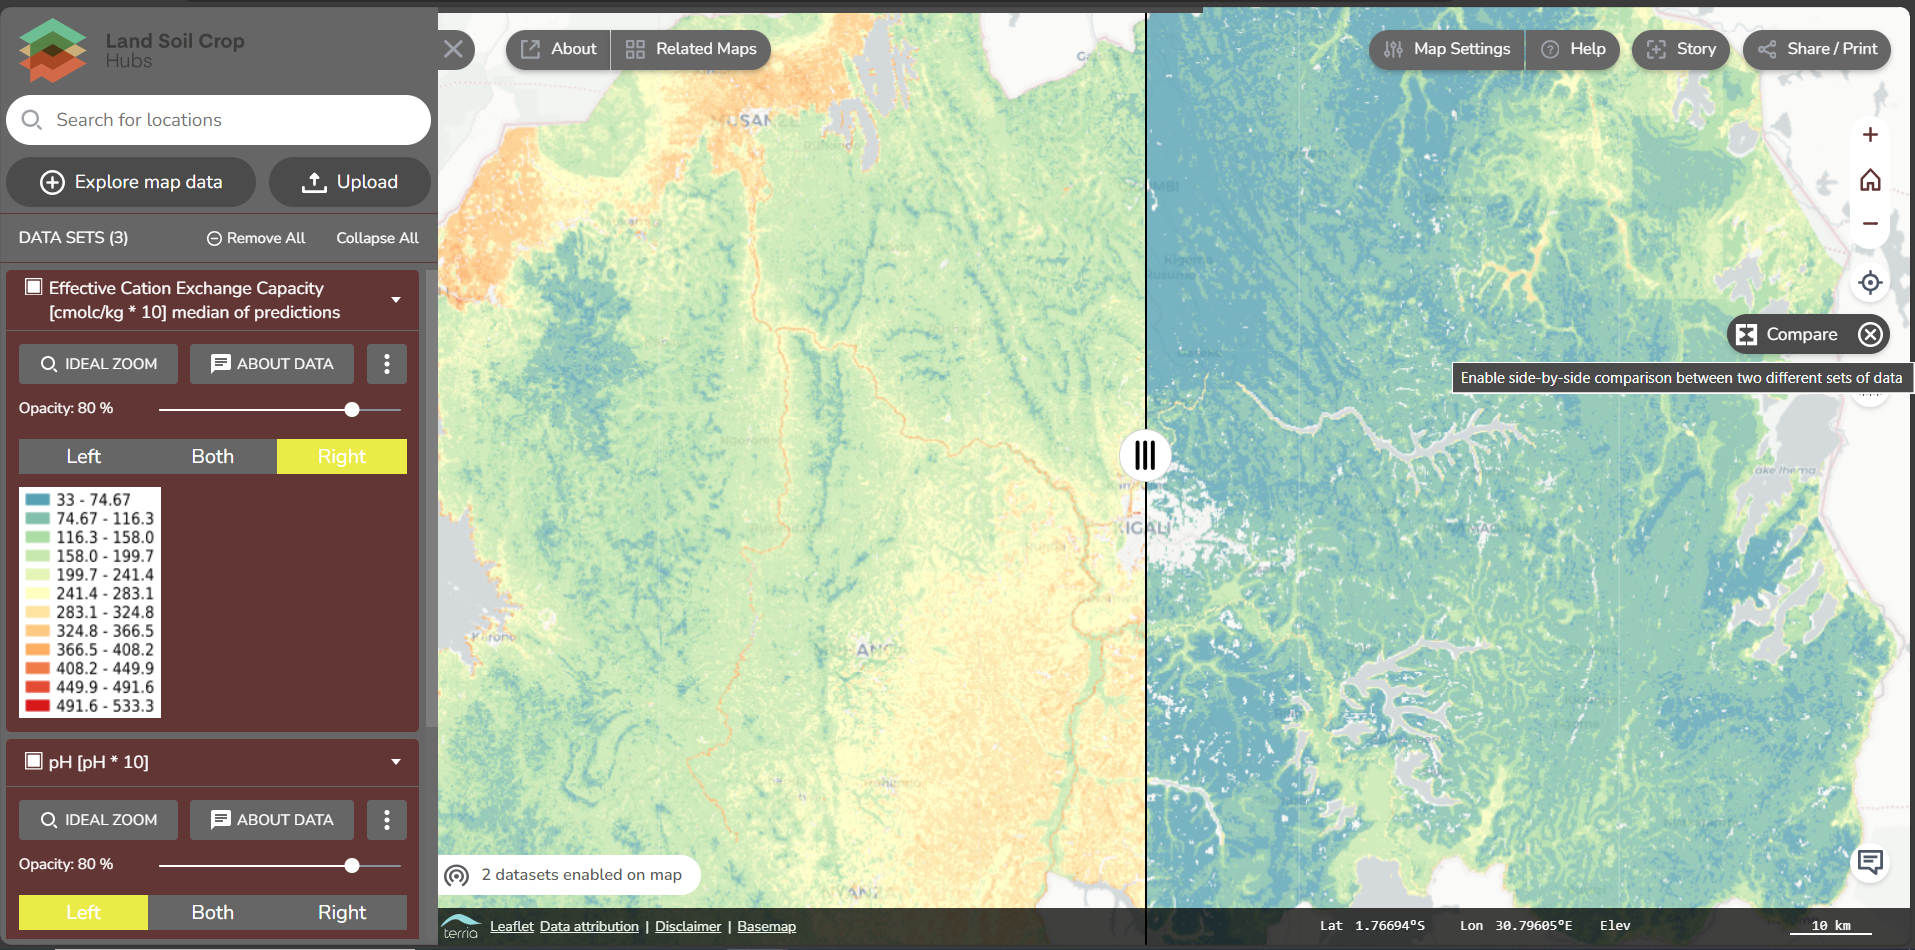 Land Soil Crop
Hubs
Search for locations
Explore map data
Upload
DATA SETS (3)
Remove All
Collapse All
Effective Cation Exchange Capacity
[cmolc/kg * 10] median of predictions
IDEAL ZOOM
ABOUT DATA
Opacity: 80 %
Left
Both
Right
33 - 74.67
74.67 - 116.3
116.3 - 158.0
158.0 - 199.7
199.7 - 241.4
241.4 - 283.1
283.1 - 324.8
324.8 - 366.5
366.5 - 408.2
408.2 - 449.9
449.9 - 491.6
491.6 - 533.3
pH [pH * 10]
IDEAL ZOOM
ABOUT DATA
Opacity: 80 %
Left
Both
Right
About
Related Maps
Map Settings
Help
Story
Share / Print
Compare
Enable side-by-side comparison between two different sets of data
KIGALI
2 datasets enabled on map
terria
Leaflet
Data attribution
|
Disclaimer
|
Basemap
Lat 1.76694°S
Lon 30.79605°E
Elev
10 km